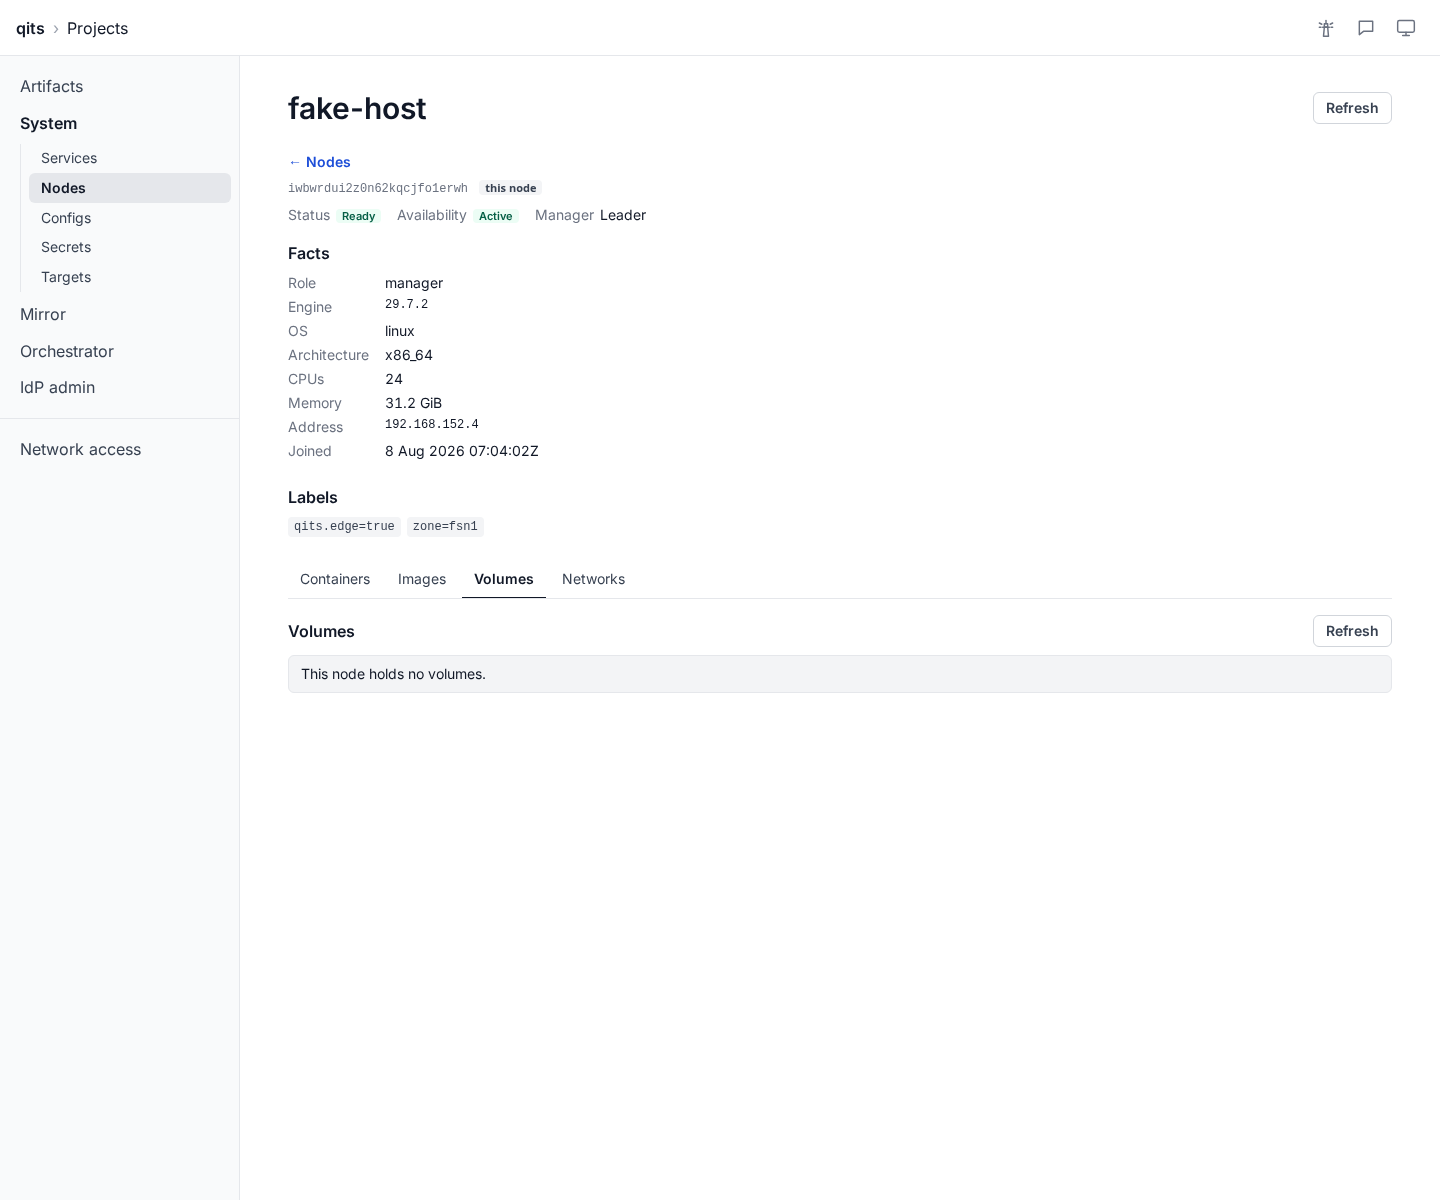 qits › Projects
Artifacts
System
Services
Nodes
Configs
Secrets
Targets
Mirror
Orchestrator
IdP admin
Network access
fake-host
Refresh
← Nodes
iwbwrdui2z0n62kqcjfo1erwh this node
Status Ready Availability Active Manager Leader
Facts
Role manager
Engine 29.7.2
OS linux
Architecture x86_64
CPUs 24
Memory 31.2 GiB
Address 192.168.152.4
Joined 8 Aug 2026 07:04:02Z
Labels
qits.edge=true zone=fsn1
Containers Images Volumes Networks
Volumes
Refresh
This node holds no volumes.